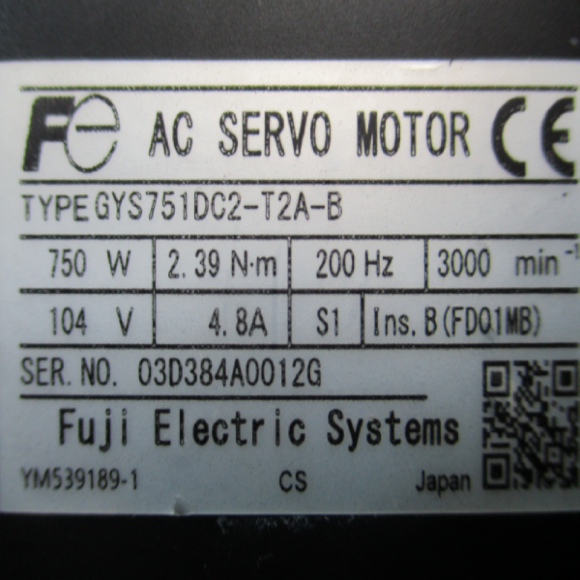 Fe AC SERVO MOTOR CE
TYPE GYS751DC2-T2A-B
750 W 2.39 N·m 200 Hz 3000 min⁻¹
104 V 4.8A S1 Ins.B(FD01MB)
SER.NO. 03D384A0012G
Fuji Electric Systems
YM539189-1 CS Japan